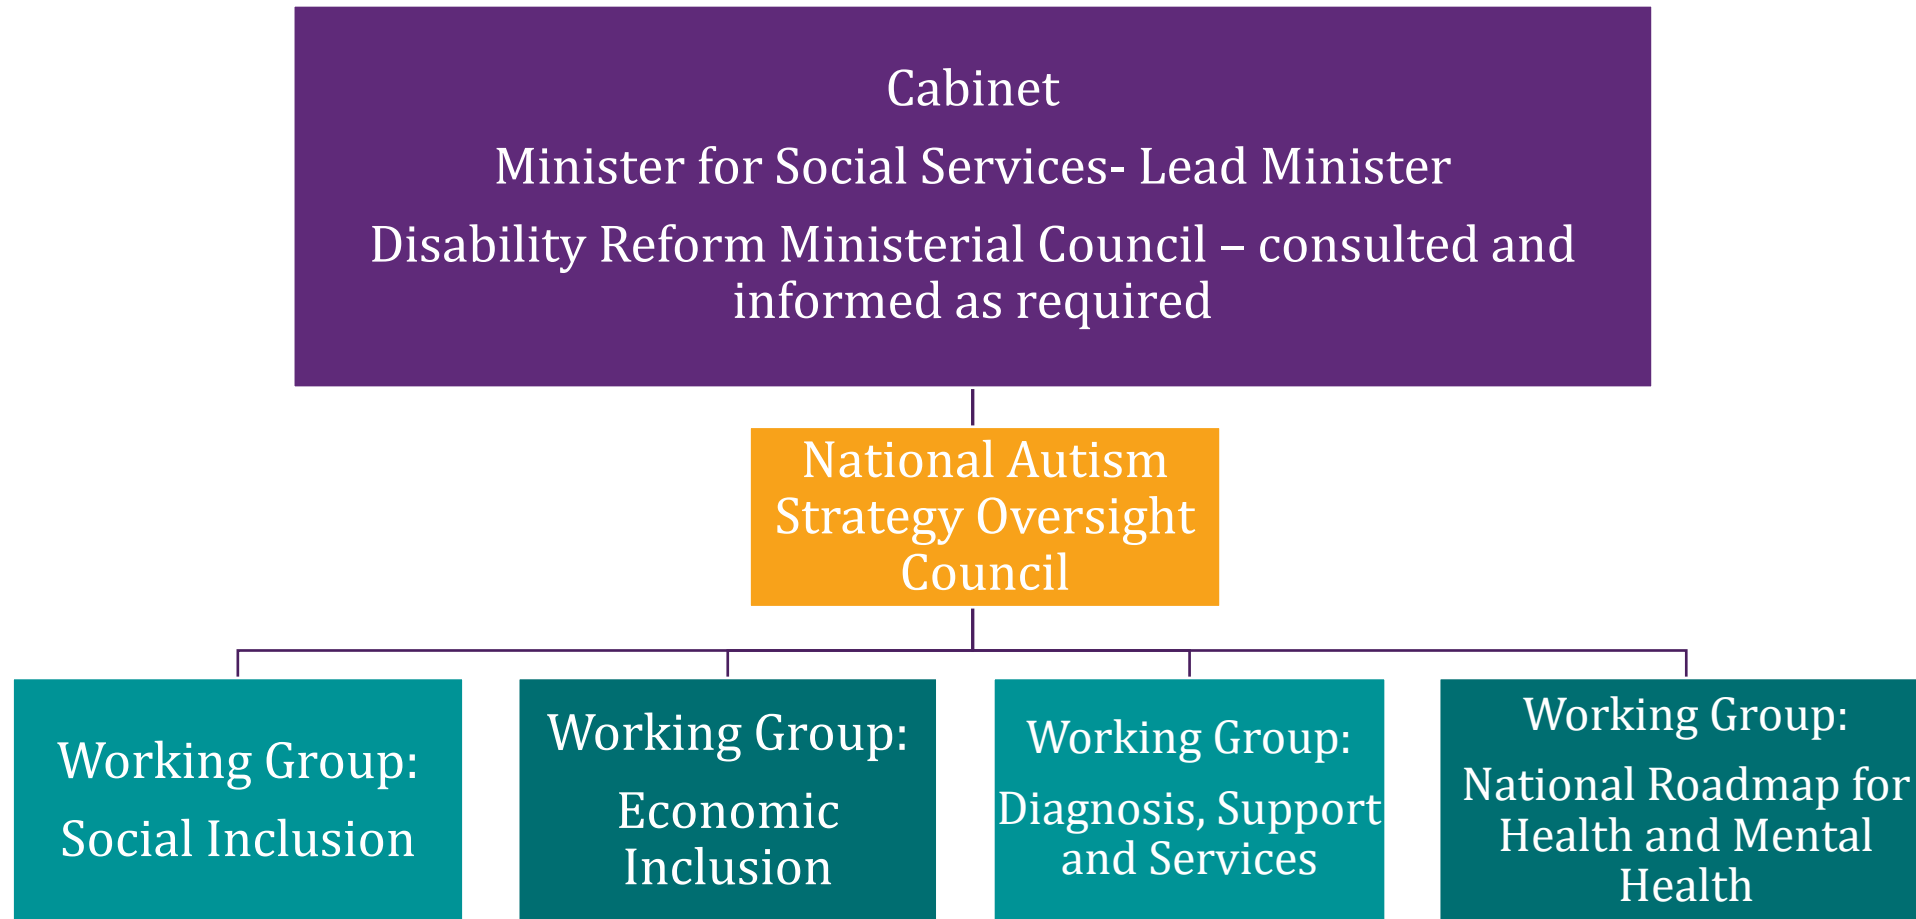 Cabinet
Minister for Social Services- Lead Minister
Disability Reform Ministerial Council – consulted and
informed as required
National Autism
Strategy Oversight
Council
Working Group:
Social Inclusion
Working Group:
Economic
Inclusion
Working Group:
Diagnosis, Support
and Services
Working Group:
National Roadmap for
Health and Mental
Health